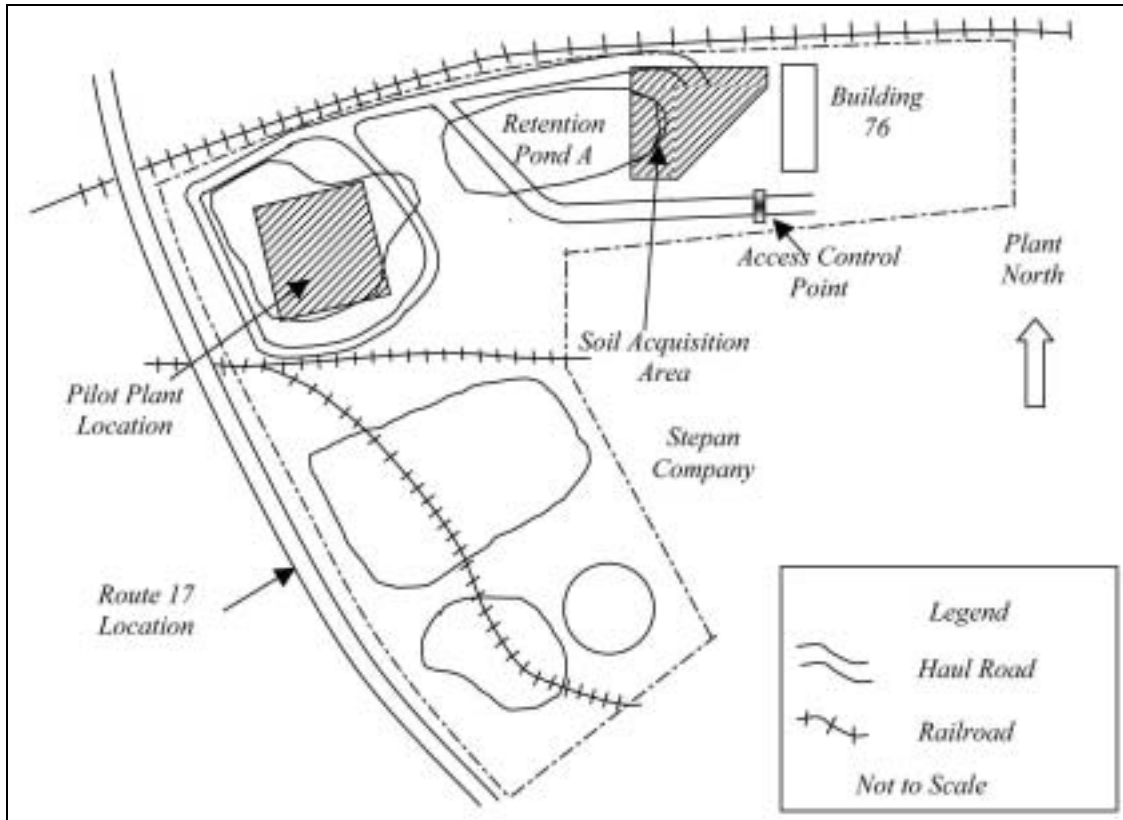 Retention
Pond A
Building
76
Access Control
Point
Plant
North
Soil Acquisition
Area
Pilot Plant
Location
Stepan
Company
Route 17
Location
Legend
Haul Road
Railroad
Not to Scale